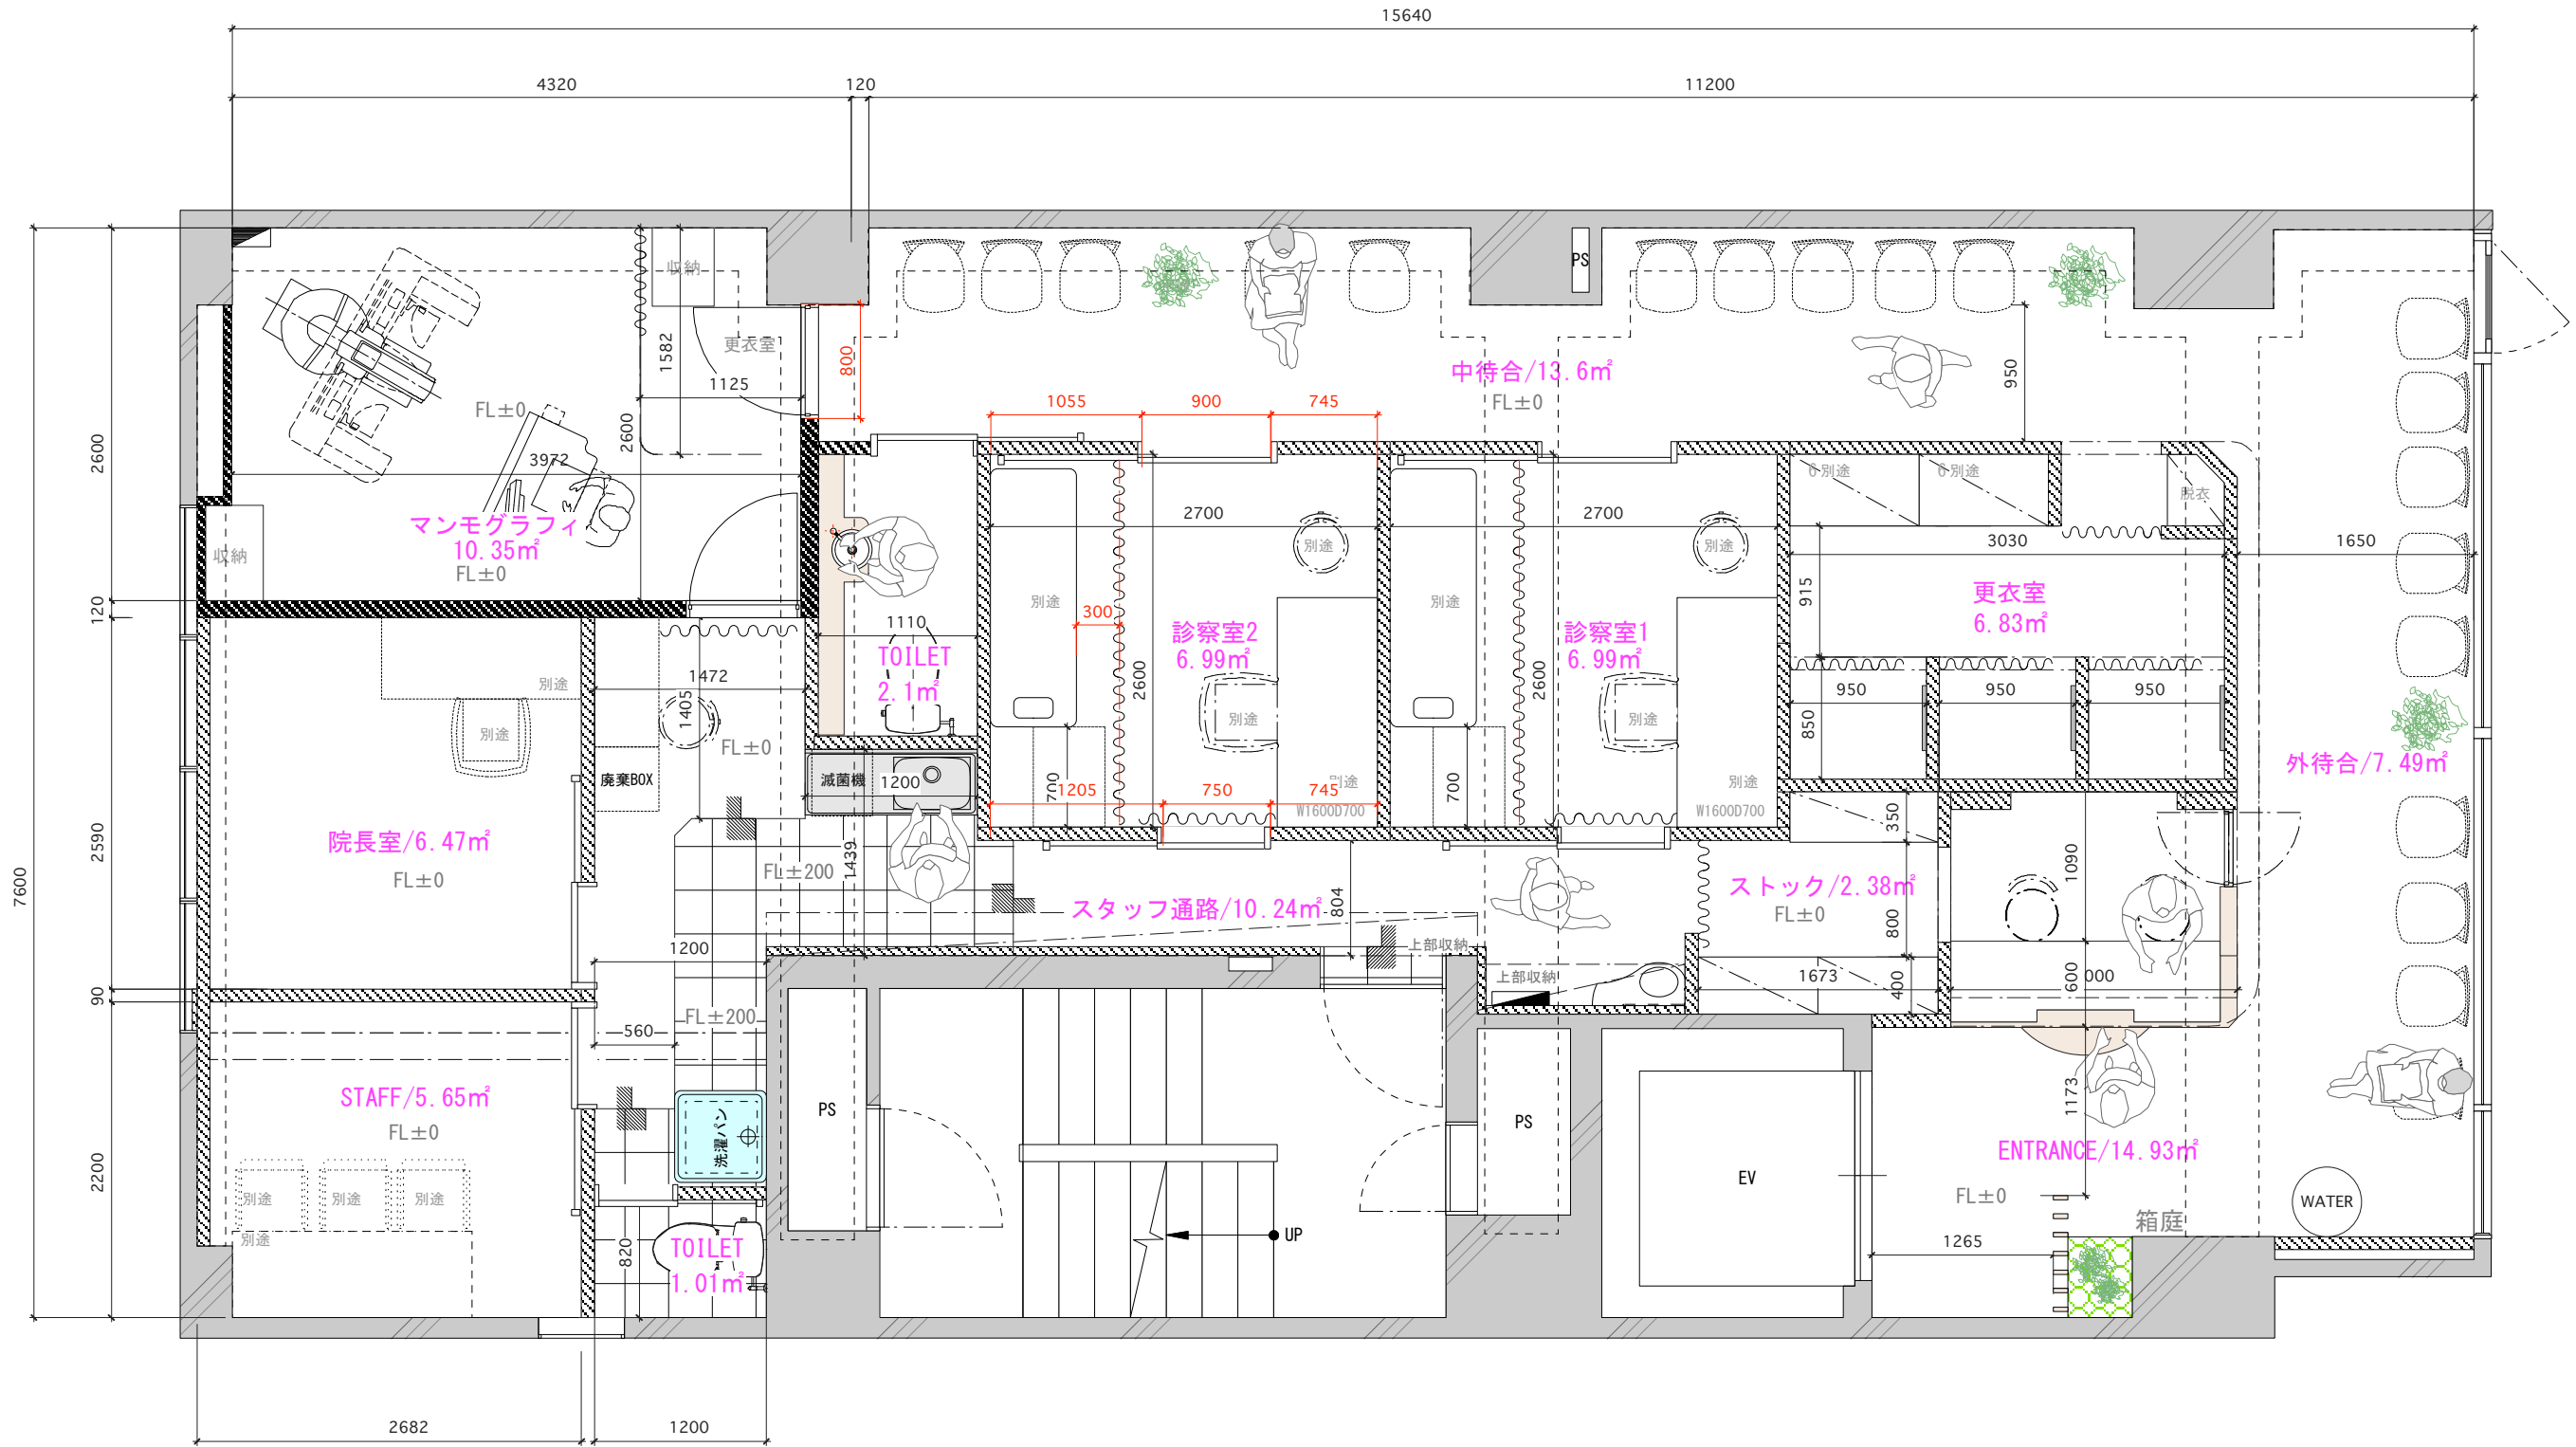 15640
4320
120
11200
収納
PS
更衣室
1582
800
1125
中待合/13.6㎡
FL±0
950
FL±0
1055
900
745
2600
2600
3972
6別途
6別途
脱衣
マンモグラフィ
10.35㎡
FL±0
収納
2700
別途
2700
別途
3030
1650
120
別途
300
別途
915
更衣室
6.83㎡
1110
TOILET
2.1㎡
診察室2
6.99㎡
診察室1
6.99㎡
2600
2600
別途
1472
1405
950
950
950
別途
別途
別途
850
FL±0
外待合/7.49㎡
廃棄BOX
滅菌機
1200
700
1205
750
745
別途
W1600D700
700
別途
W1600D700
7600
2590
院長室/6.47㎡
FL±0
FL±200
1439
350
1090
スタッフ通路/10.24㎡
804
ストック/2.38㎡
FL±0
800
1200
上部収納
上部収納
1673
400
600
000
90
FL±200
560
STAFF/5.65㎡
FL±0
洗濯パン
PS
PS
1173
ENTRANCE/14.93㎡
EV
2200
別途
別途
別途
別途
FL±0
箱庭
WATER
820
TOILET
1.01㎡
UP
1265
2682
1200